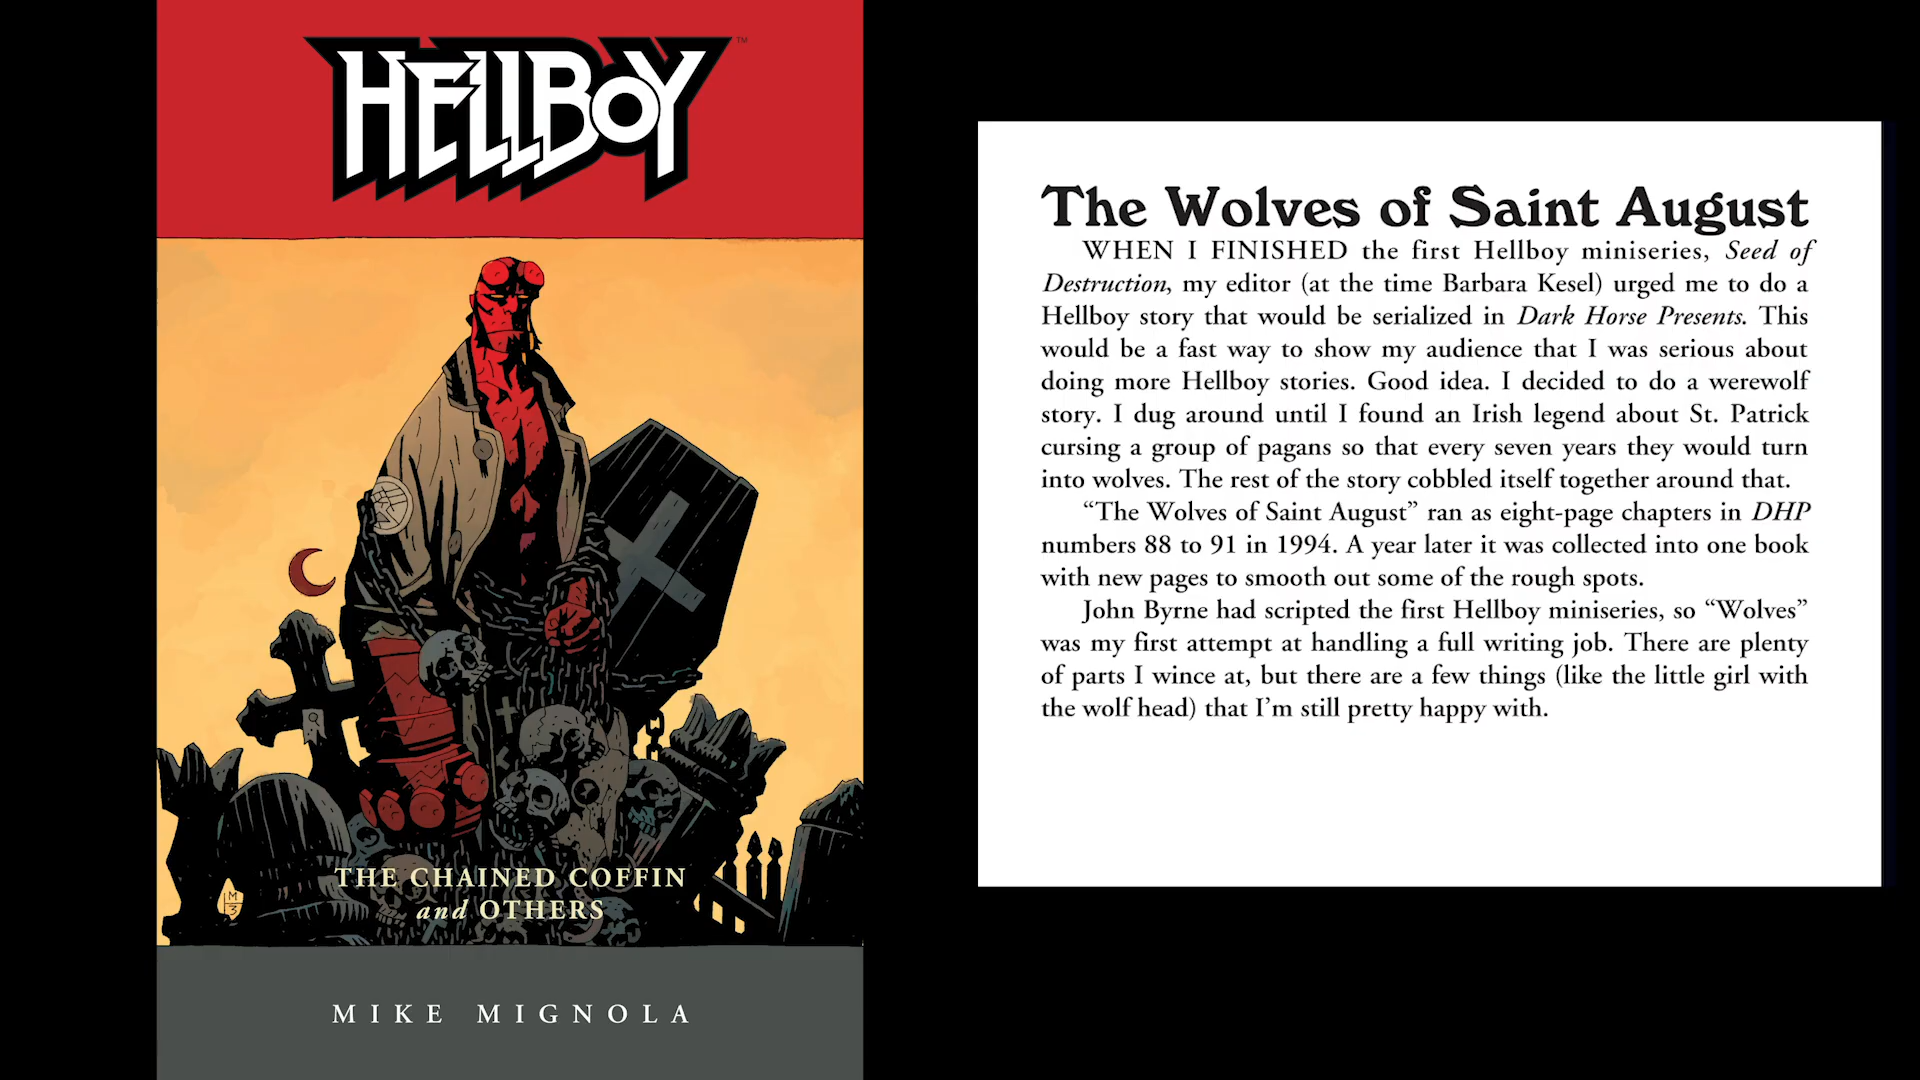 HELLBOY™
THE CHAINED COFFIN
and OTHERS
MIKE MIGNOLA
The Wolves of Saint August
WHEN I FINISHED the first Hellboy miniseries, Seed of
Destruction, my editor (at the time Barbara Kesel) urged me to do a
Hellboy story that would be serialized in Dark Horse Presents. This
would be a fast way to show my audience that I was serious about
doing more Hellboy stories. Good idea. I decided to do a werewolf
story. I dug around until I found an Irish legend about St. Patrick
cursing a group of pagans so that every seven years they would turn
into wolves. The rest of the story cobbled itself together around that.
“The Wolves of Saint August” ran as eight-page chapters in DHP
numbers 88 to 91 in 1994. A year later it was collected into one book
with new pages to smooth out some of the rough spots.
John Byrne had scripted the first Hellboy miniseries, so “Wolves”
was my first attempt at handling a full writing job. There are plenty
of parts I wince at, but there are a few things (like the little girl with
the wolf head) that I’m still pretty happy with.